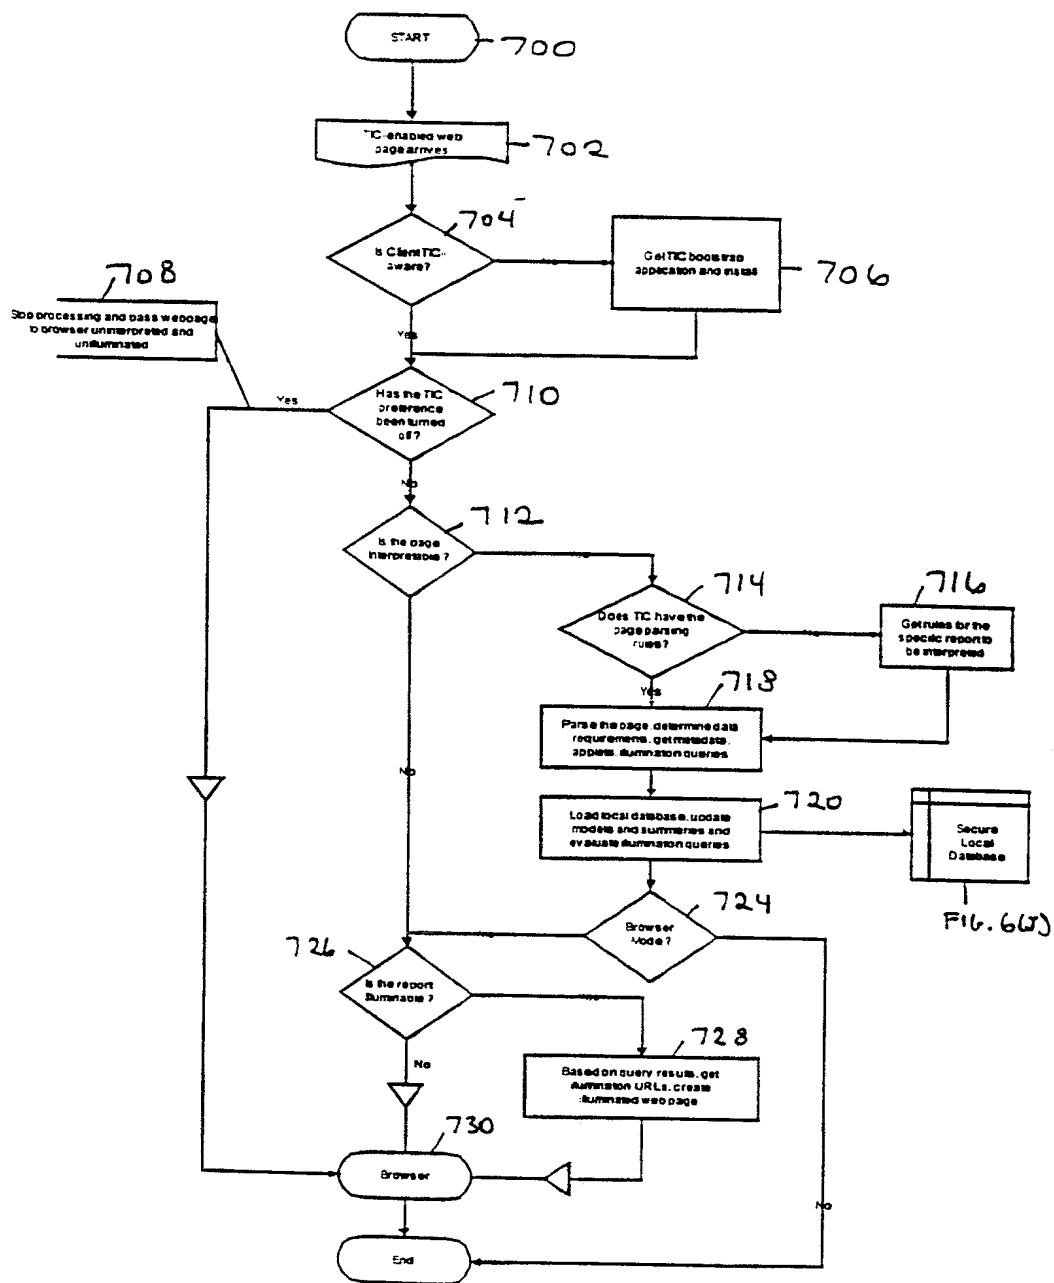 START
700
TIC-enabled web
page arrives
702
704
Is Client TIC-
aware?
Get TIC bootstrap
application and install
706
708
Stop processing and pass webpage
to browser uninterpreted and
unilluminated
Yes
Has the TIC
preference
been turned
off?
710
Yes
No
712
Is the page
Interpretable?
714
Does TIC have the
page parsing
rules?
716
Get rules for the
specific report to
be interpreted
Yes
718
Parse the page, determine data
requirements, get metadata,
applets, illumination queries
No
720
Load local database, update
models and summaries and
evaluate illumination queries
Secure
Local
Database
FIG. 6(J)
724
Browser
Mode?
726
Is the report
illuminable?
728
Based on query results, get
illumination URLs, create
illuminated web page
No
730
Browser
No
End